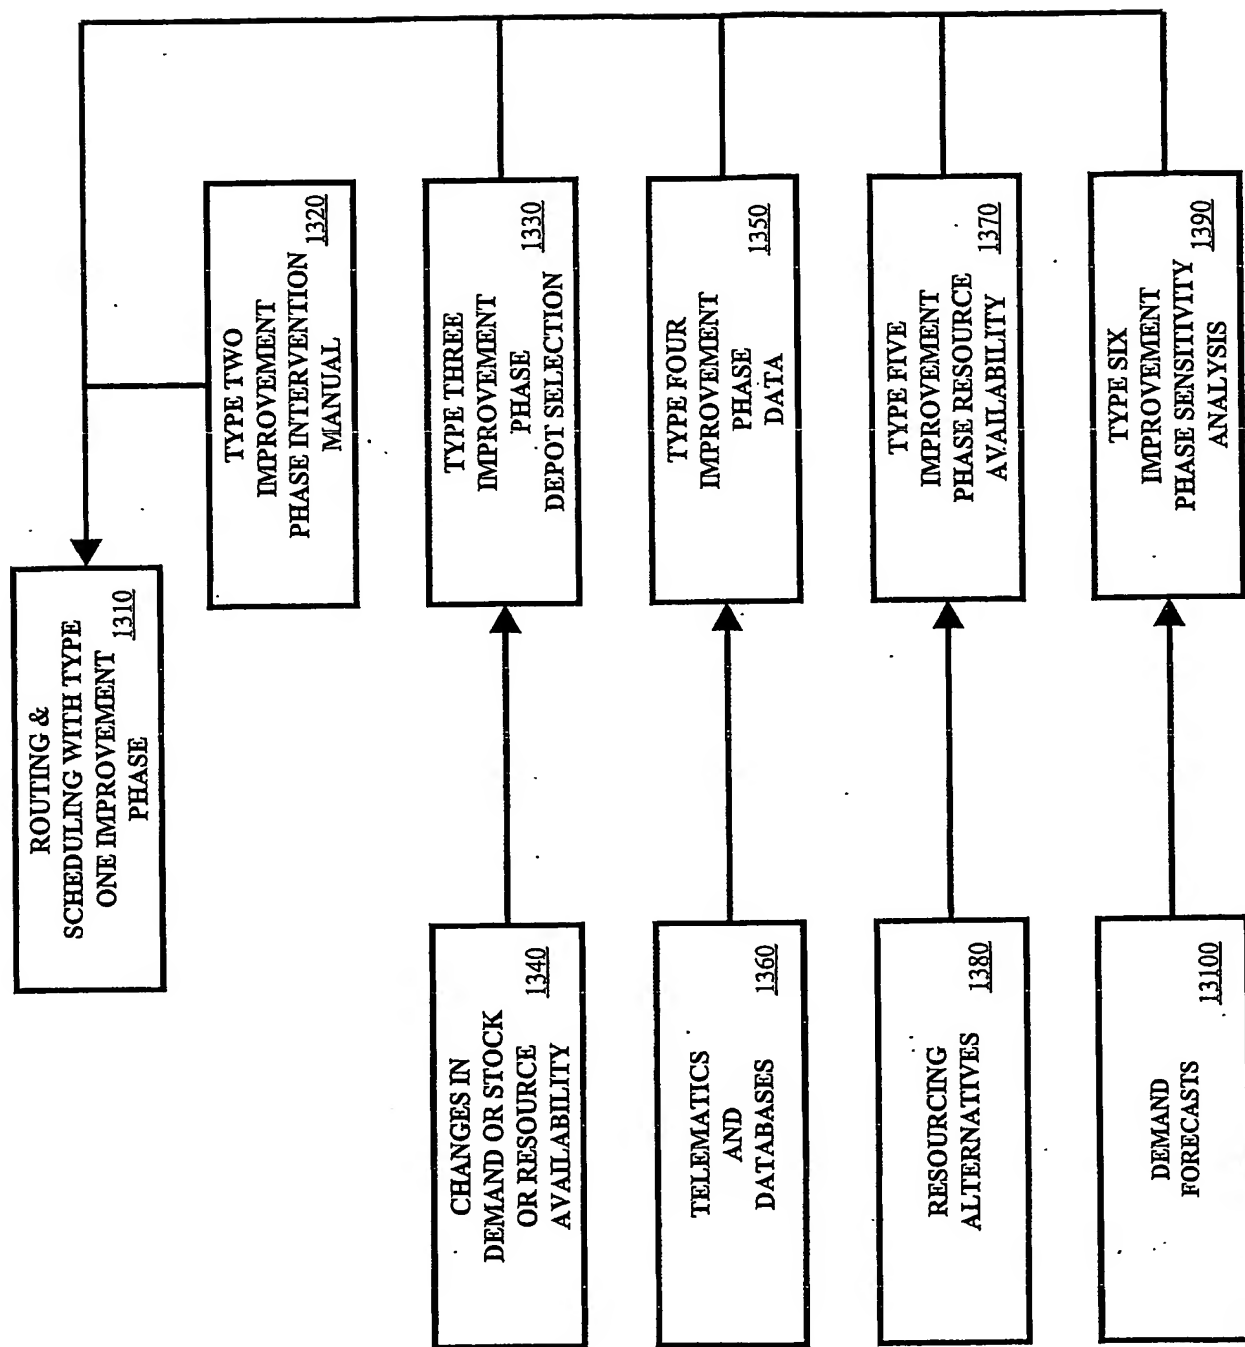 ROUTING &
SCHEDULING WITH TYPE
ONE IMPROVEMENT
PHASE
1310
TYPE TWO
IMPROVEMENT
PHASE INTERVENTION
MANUAL
1320
TYPE THREE
IMPROVEMENT
PHASE
DEPOT SELECTION
1330
CHANGES IN
DEMAND OR STOCK
OR RESOURCE
AVAILABILITY
1340
TYPE FOUR
IMPROVEMENT
PHASE
DATA
1350
TELEMATICS
AND
DATABASES
1360
TYPE FIVE
IMPROVEMENT
PHASE RESOURCE
AVAILABILITY
1370
RESOURCING
ALTERNATIVES
1380
TYPE SIX
IMPROVEMENT
PHASE SENSITIVITY
ANALYSIS
1390
DEMAND
FORECASTS
13100